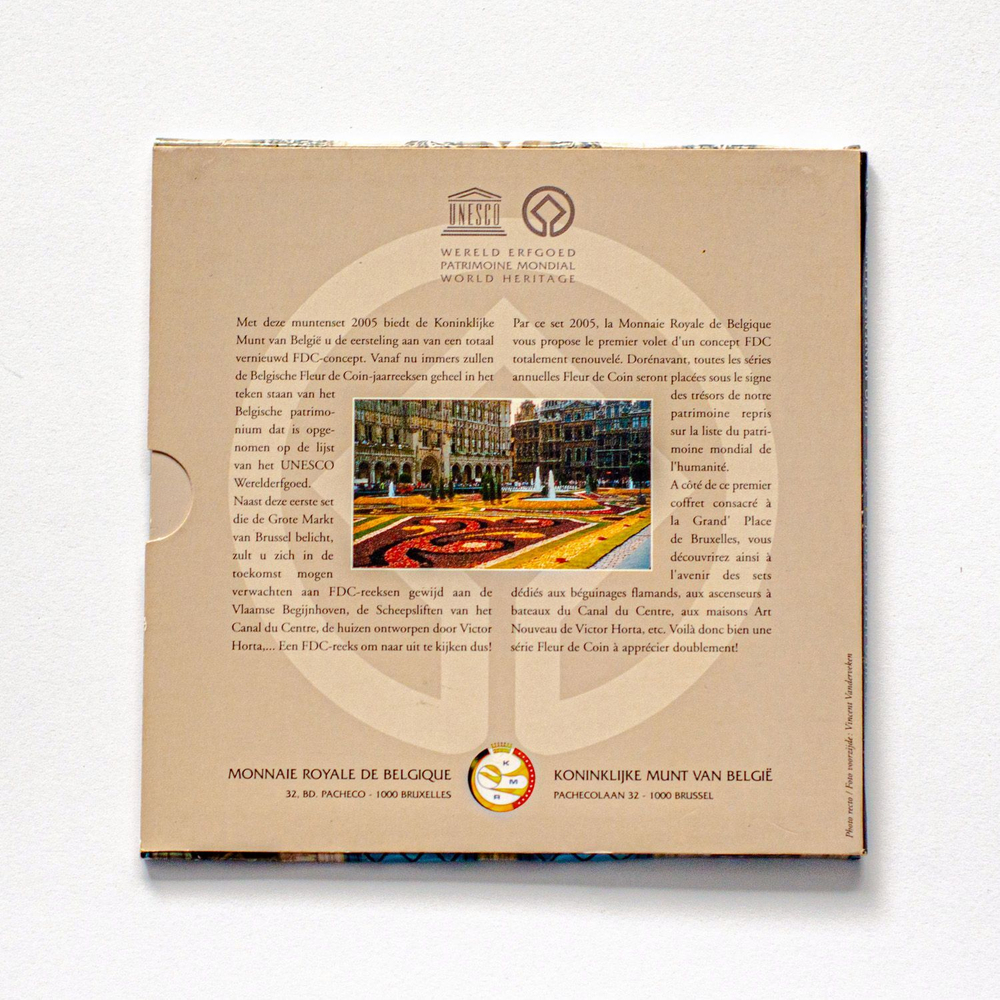 UNESCO
WERELD ERFGOED
PATRIMOINE MONDIAL
WORLD HERITAGE
Met deze muntenset 2005 biedt de Koninklijke
Munt van België u de eersteling aan van een totaal
vernieuwd FDC-concept. Vanaf nu immers zullen
de Belgische Fleur de Coin-jaarreeksen geheel in het
teken staan van het
Belgische patrimo-
nium dat is opge-
nomen op de lijst
van het UNESCO
Werelderfgoed.
Naast deze eerste set
die de Grote Markt
van Brussel belicht,
zult u zich in de
toekomst mogen
verwachten aan FDC-reeksen gewijd aan de
Vlaamse Begijnhoven, de Scheepsliften van het
Canal du Centre, de huizen ontworpen door Victor
Horta,... Een FDC-reeks om naar uit te kijken dus!
Par ce set 2005, la Monnaie Royale de Belgique
vous propose le premier volet d'un concept FDC
totalement renouvelé. Dorénavant, toutes les séries
annuelles Fleur de Coin seront placées sous le signe
des trésors de notre
patrimoine repris
sur la liste du patri-
moine mondial de
l'humanité.
A côté de ce premier
coffret consacré à
la Grand' Place
de Bruxelles, vous
découvrirez ainsi à
l'avenir des sets
dédiés aux béguinages flamands, aux ascenseurs à
bateaux du Canal du Centre, aux maisons Art
Nouveau de Victor Horta, etc. Voilà donc bien une
série Fleur de Coin à apprécier doublement!
MONNAIE ROYALE DE BELGIQUE
32, BD. PACHECO - 1000 BRUXELLES
K
M
R
KONINKLIJKE MUNT VAN BELGIË
PACHECOLAAN 32 - 1000 BRUSSEL
Photo recto / Foto voorzijde : Vincent Vanderveken